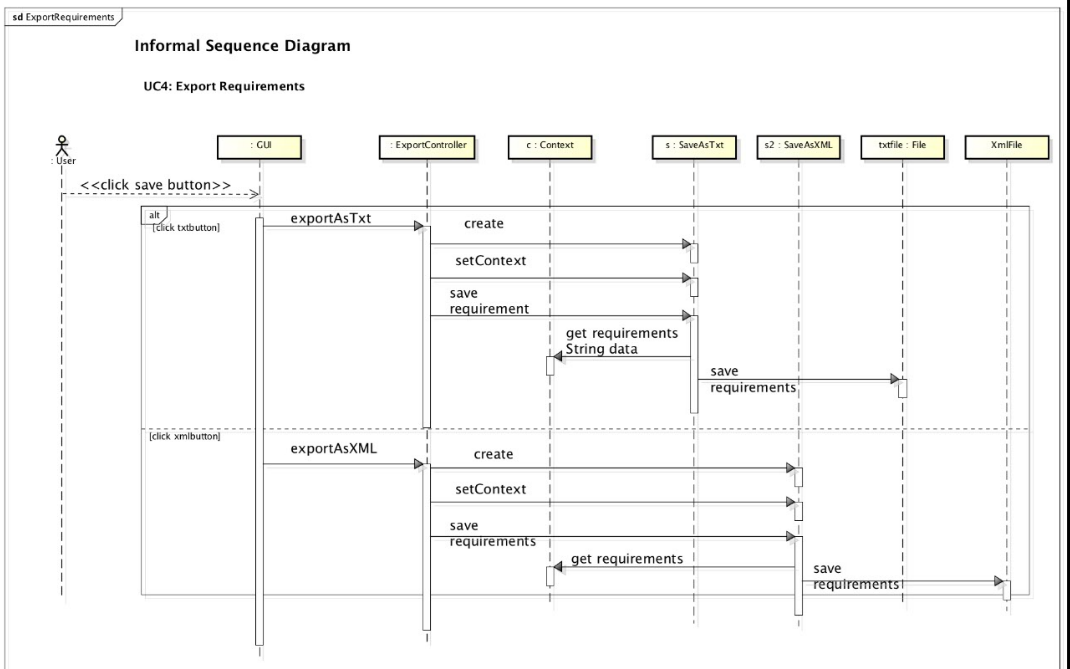 sd ExportRequirements
Informal Sequence Diagram
UC4: Export Requirements
: User
: GUI
: ExportController
c : Context
s : SaveAsTxt
s2 : SaveAsXML
txtfile : File
XmlFile
<<click save button>>
alt
[click txtbutton]
exportAsTxt
create
setContext
save
requirement
get requirements
String data
save
requirements
[click xmlbutton]
exportAsXML
create
setContext
save
requirements
get requirements
save
requirements